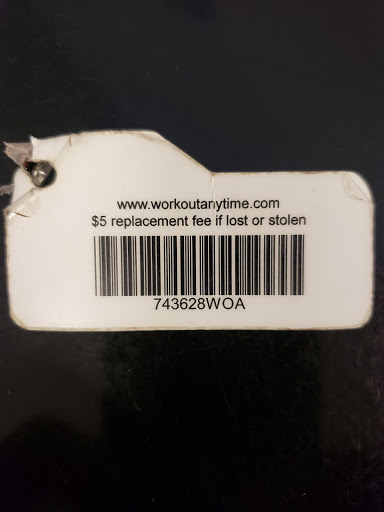 www.workoutanytime.com
$5 replacement fee if lost or stolen
743628WOA